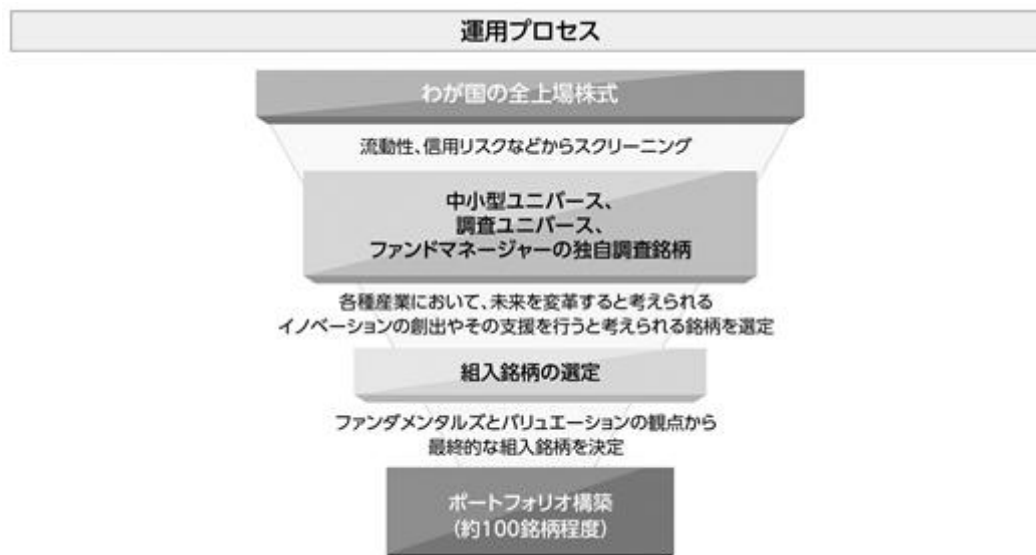 運用プロセス
わが国の全上場株式
流動性、信用リスクなどからスクリーニング
中小型ユニバース、
調査ユニバース、
ファンドマネージャーの独自調査銘柄
各種産業において、未来を変革すると考えられる
イノベーションの創出やその支援を行うと考えられる銘柄を選定
組入銘柄の選定
ファンダメンタルズとバリュエーションの観点から
最終的な組入銘柄を決定
ポートフォリオ構築
(約100銘柄程度)